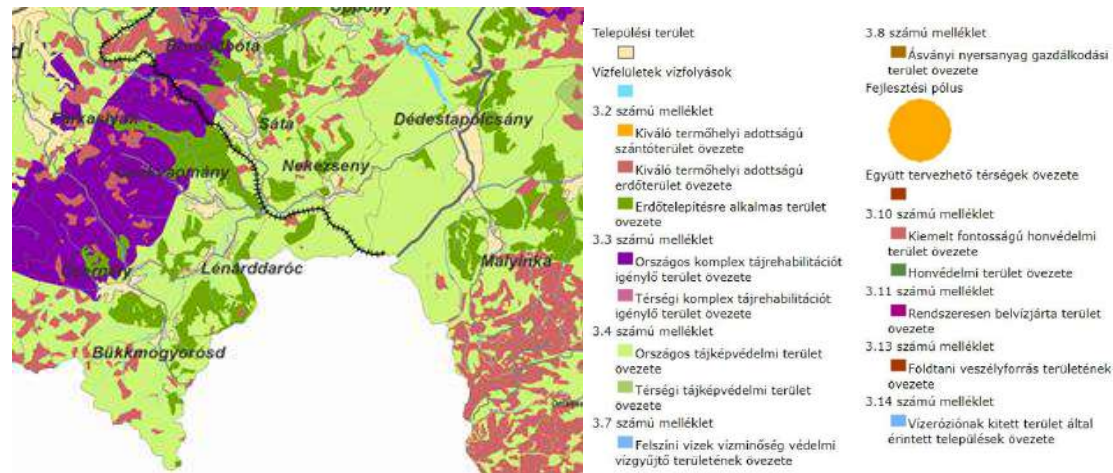 Borsodbóta
Sáta
Dédestapolcsány
Nekézseny
Lénárddaróc
Mályinka
Bükkmogyorósd
Települési terület
Vízfelületek vízfolyások
3.2 számú melléklet
Kiváló termőhelyi adottságú
szántóterület övezete
Kiváló termőhelyi adottságú
erdőterület övezete
Erdőtelepítésre alkalmas terület
övezete
3.3 számú melléklet
Országos komplex tájrehabilitációt
igénylő terület övezete
Térségi komplex tájrehabilitációt
igénylő terület övezete
3.4 számú melléklet
Országos tájképvédelmi terület
övezete
Térségi tájképvédelmi terület
övezete
3.7 számú melléklet
Felszíni vizek vízminőség védelmi
vízgyűjtő területének övezete
3.8 számú melléklet
Ásványi nyersanyag gazdálkodási
terület övezete
Fejlesztési pólus
Együtt tervezhető térségek övezete
3.10 számú melléklet
Kiemelt fontosságú honvédelmi
terület övezete
Honvédelmi terület övezete
3.11 számú melléklet
Rendszeresen belvízjárta terület
övezete
3.13 számú melléklet
Földtani veszélyforrás területének
övezete
3.14 számú melléklet
Vízeróziónak kitett terület által
érintett települések övezete